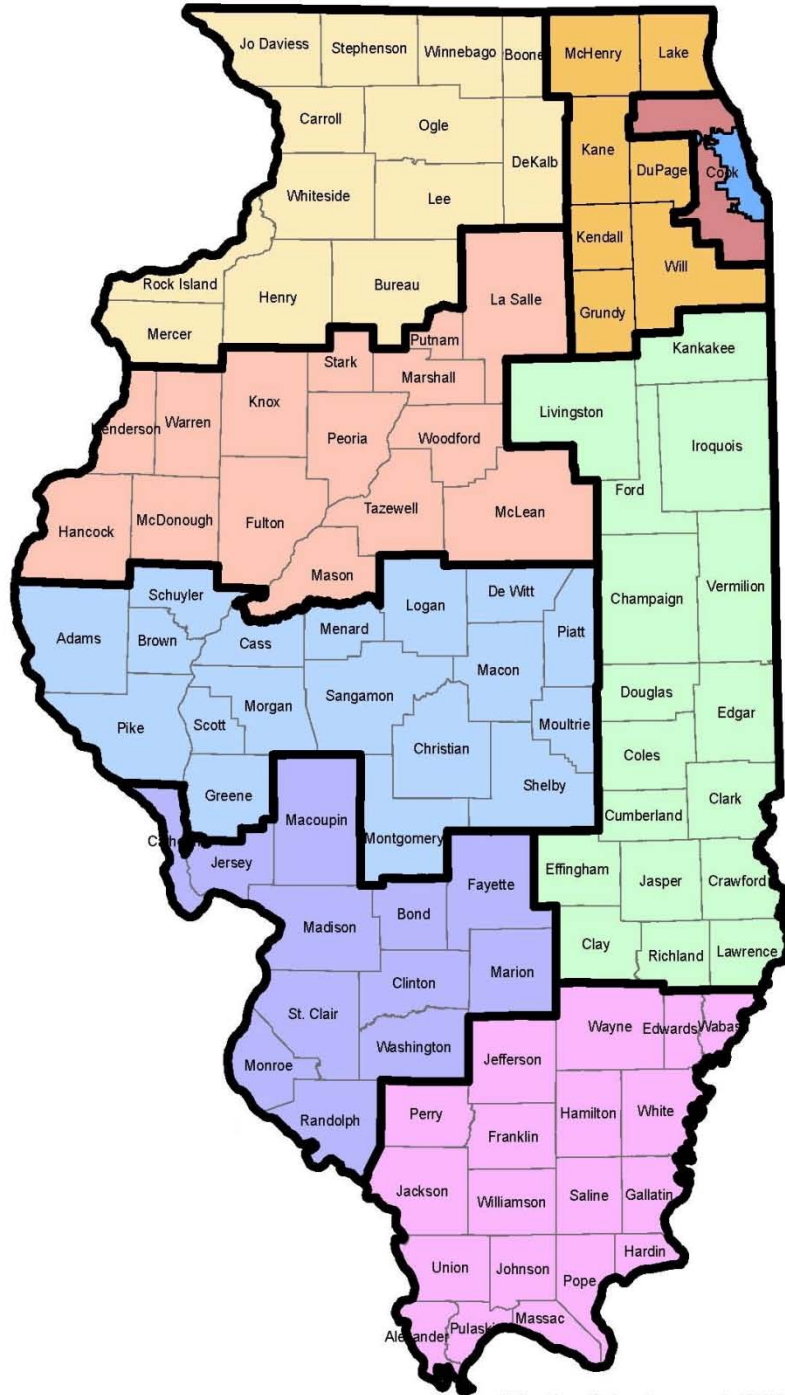 Jo Daviess
Stephenson
Winnebago
Boone
McHenry
Lake
Carroll
Ogle
DeKalb
Kane
DuPage
Cook
Whiteside
Lee
Kendall
Will
Rock Island
Henry
Bureau
La Salle
Grundy
Mercer
Putnam
Kankakee
Stark
Marshall
Henderson
Warren
Knox
Peoria
Woodford
Livingston
Iroquois
Ford
Hancock
McDonough
Fulton
Tazewell
McLean
Mason
Schuyler
Logan
De Witt
Champaign
Vermilion
Adams
Brown
Cass
Menard
Piatt
Macon
Sangamon
Pike
Scott
Morgan
Christian
Moultrie
Douglas
Edgar
Coles
Greene
Shelby
Clark
Cumberland
Macoupin
Montgomery
Jersey
Fayette
Effingham
Jasper
Crawford
Madison
Bond
Clay
Richland
Lawrence
Clinton
Marion
St. Clair
Washington
Wayne
Edwards
Wabas
Monroe
Jefferson
Randolph
Perry
Hamilton
White
Franklin
Jackson
Williamson
Saline
Gallatin
Union
Johnson
Pope
Hardin
Alexander
Pulaski
Massac